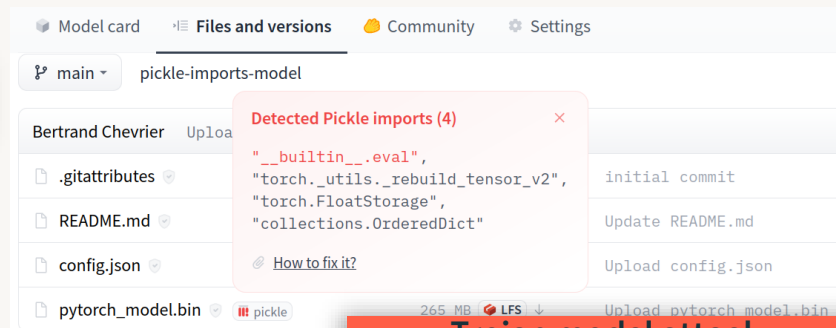 Model card Files and versions Community Settings
main pickle-imports-model
Detected Pickle imports (4)
Bertrand Chevrier
"__builtin__.eval",
.gitattributes "torch._utils._rebuild_tensor_v2", initial commit
"torch.FloatStorage",
README.md "collections.OrderedDict" Update README.md
config.json How to fix it? Upload config.json
pytorch_model.bin pickle 265 MB LFS Upload pytorch_model.bin